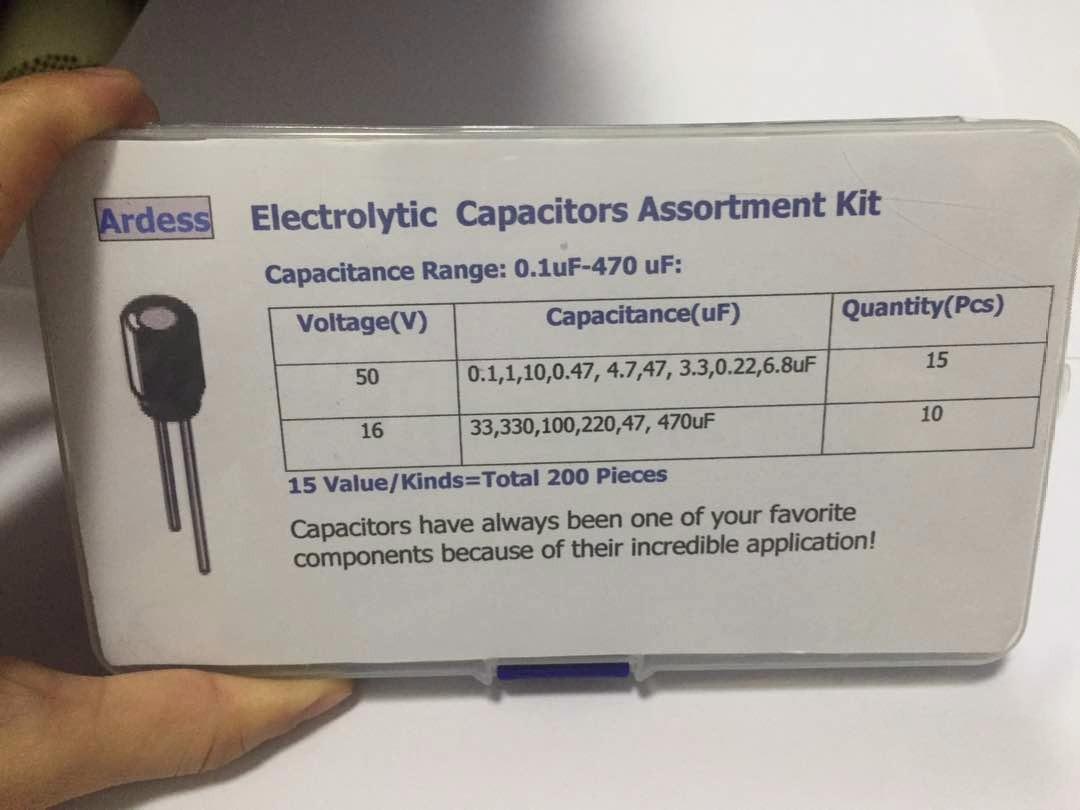 Ardess Electrolytic Capacitors Assortment Kit
Capacitance Range: 0.1uF-470 uF:
Voltage(V) Capacitance(uF) Quantity(Pcs)
50 0.1,1,10,0.47, 4.7,47, 3.3,0.22,6.8uF 15
16 33,330,100,220,47, 470uF 10
15 Value/Kinds=Total 200 Pieces
Capacitors have always been one of your favorite
components because of their incredible application!